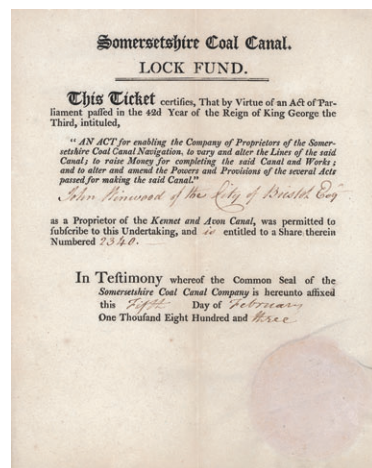 Somersetshire Coal Canal.
LOCK FUND.
This Ticket certifies, That by Virtue of an Act of Par-
liament passed in the 42d Year of the Reign of King George the
Third, intituled,
"AN ACT for enabling the Company of Proprietors of the Somer-
setshire Coal Canal Navigation, to vary and alter the Lines of the said
Canal; to raise Money for completing the said Canal and Works;
and to alter and amend the Powers and Provisions of the several Acts
passed for making the said Canal."
John Winwood of the City of Bristol Esqr
as a Proprietor of the Kennet and Avon Canal, was permitted to
subscribe to this Undertaking, and is entitled to a Share therein
Numbered 2340.
In Testimony whereof the Common Seal of the
Somersetshire Coal Canal Company is hereunto affixed
this Fifth Day of February
One Thousand Eight Hundred and three